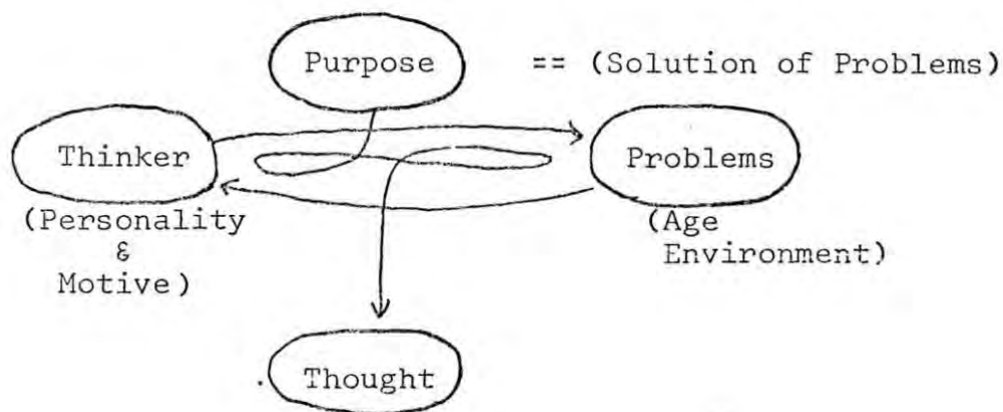 Purpose == (Solution of Problems)
Thinker Problems
(Personality (Age
& Environment)
Motive)
Thought